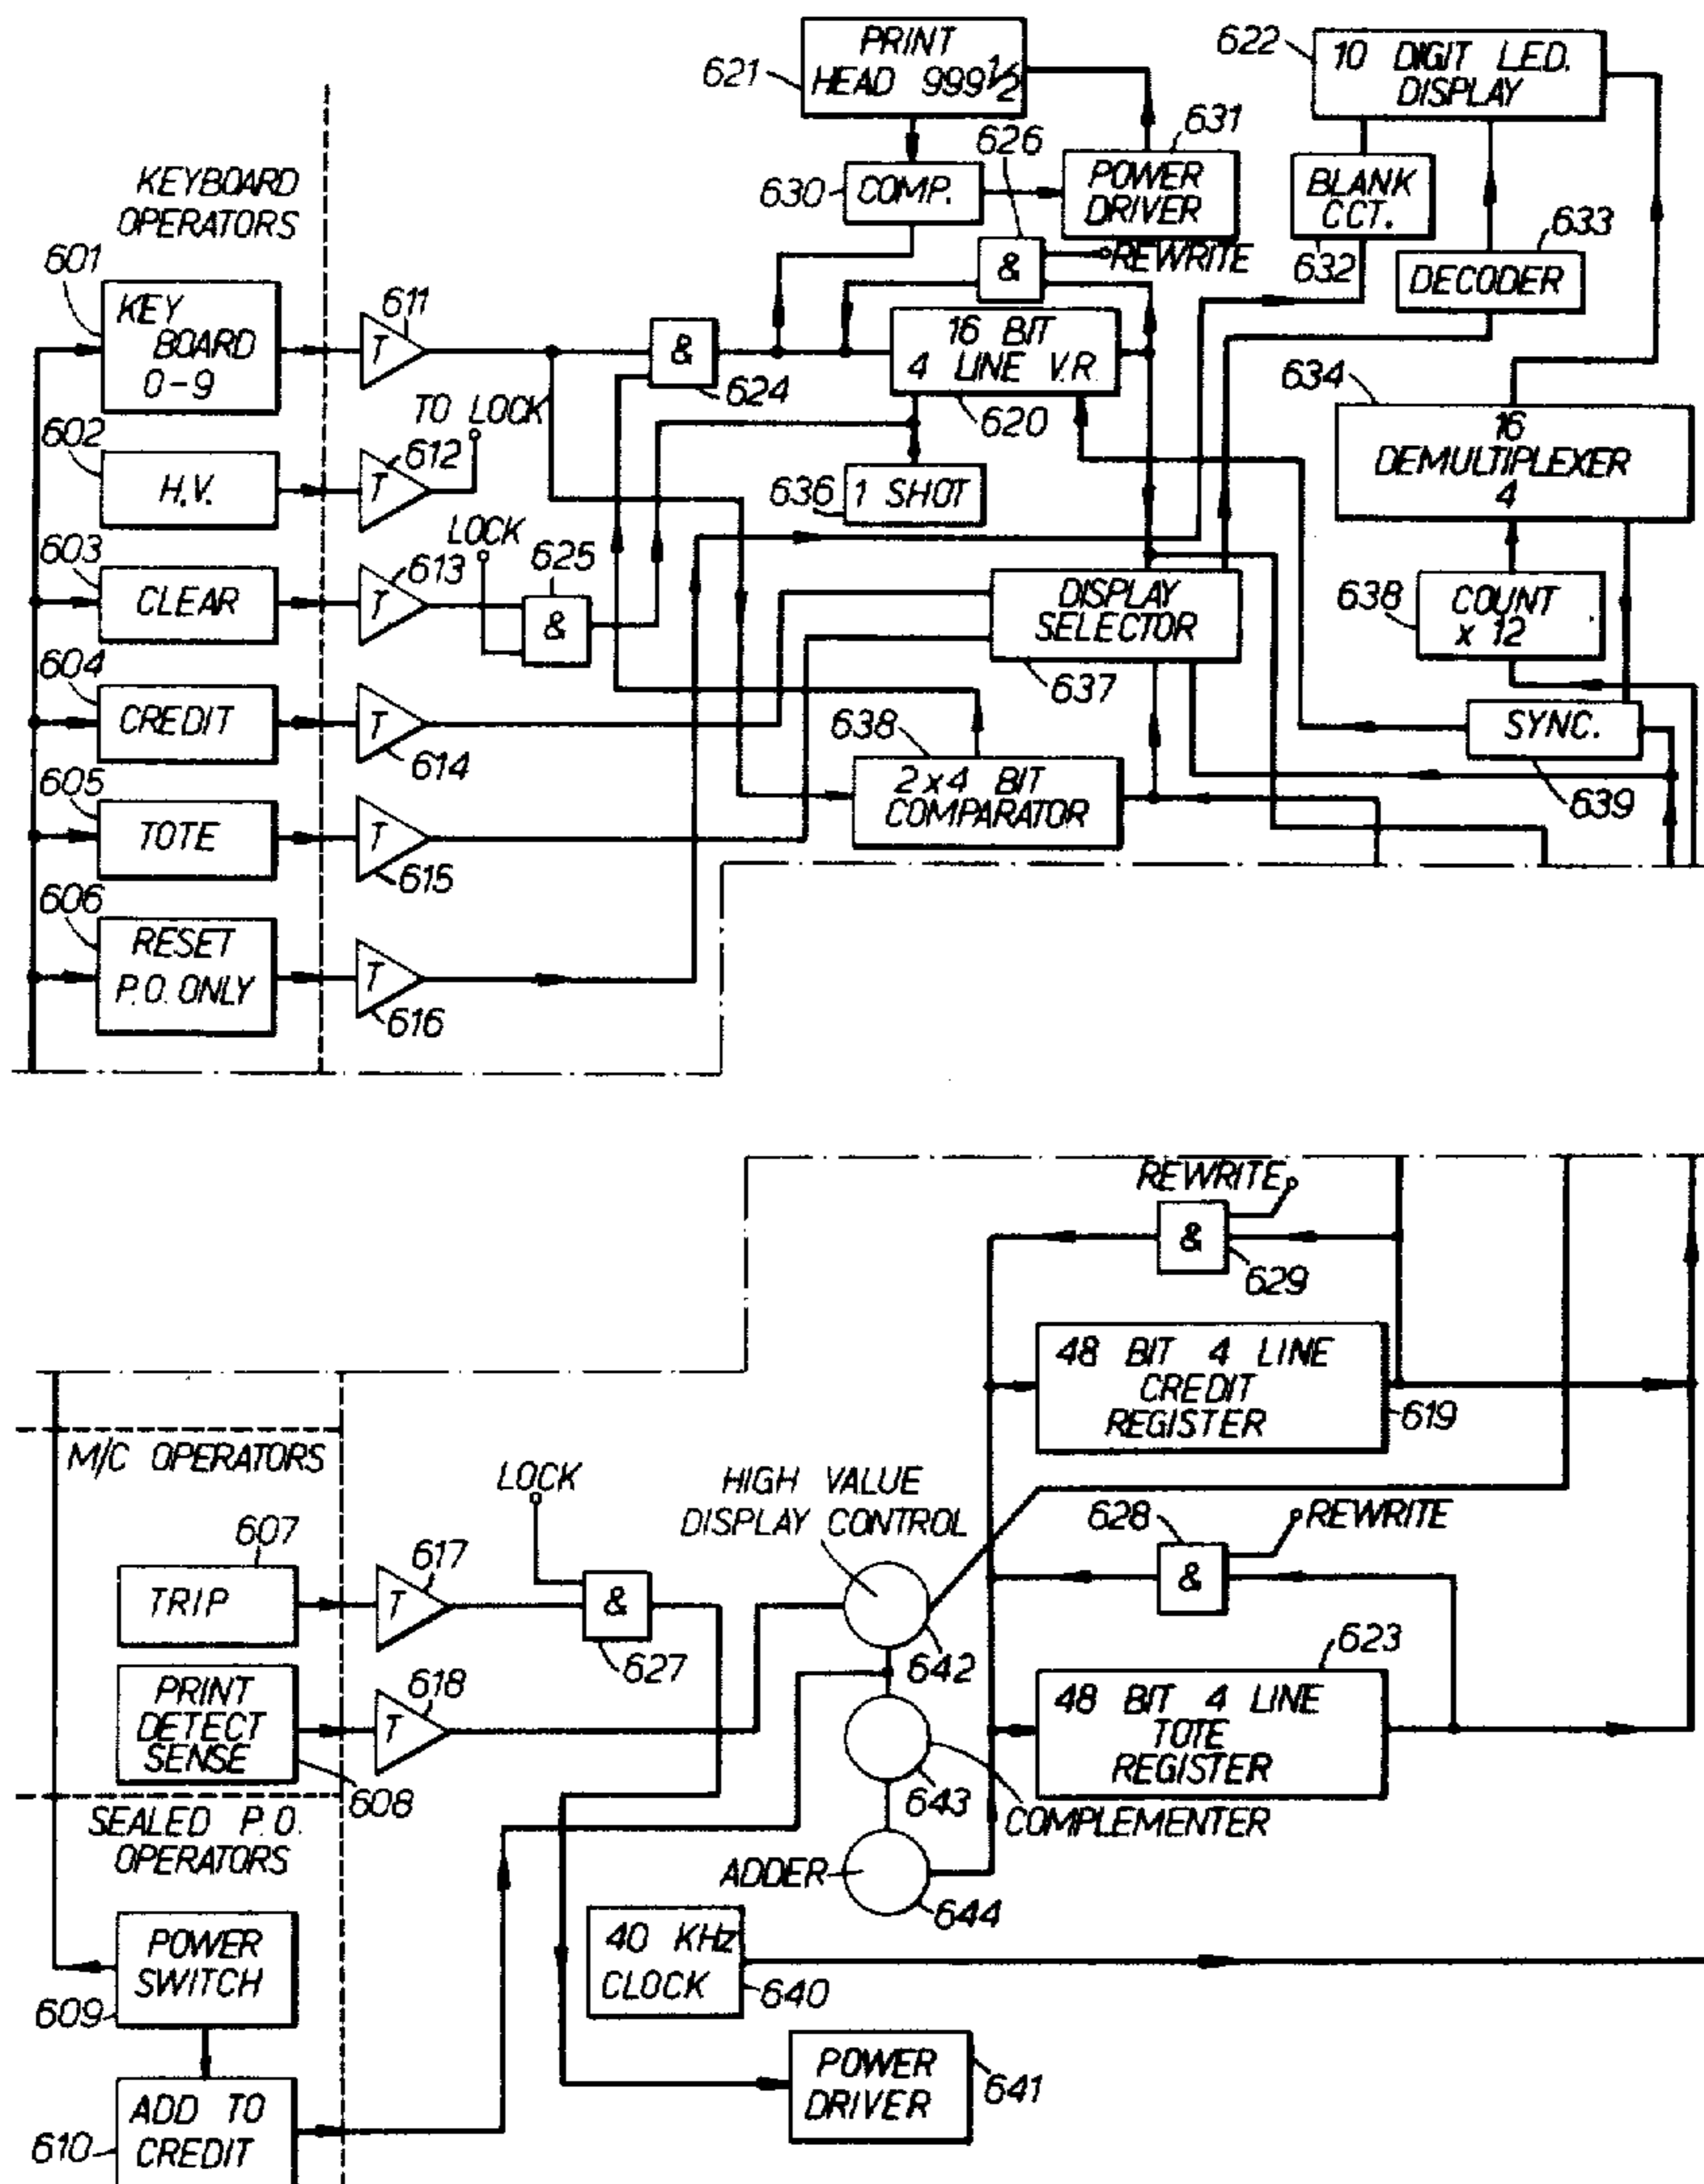 PRINT
HEAD 999 1/2
621
622
10 DIGIT L.E.D.
DISPLAY
626
631
KEYBOARD
OPERATORS
630
COMP.
POWER
DRIVER
BLANK
CCT.
633
601
&
REWRITE
632
DECODER
KEY
BOARD
0-9
T
611
&
624
16 BIT
4 LINE V.R.
620
634
602
H.V.
TO LOCK
T
612
16
DEMULTIPLEXER
4
636
1 SHOT
603
CLEAR
LOCK
T
613
625
&
DISPLAY
SELECTOR
637
638
COUNT
x 12
604
CREDIT
T
614
638
2 x 4 BIT
COMPARATOR
SYNC.
639
605
TOTE
T
615
606
RESET
P.O. ONLY
T
616
REWRITE
&
629
48 BIT 4 LINE
CREDIT
REGISTER
619
M/C OPERATORS
LOCK
HIGH VALUE
DISPLAY CONTROL
628
REWRITE
&
607
TRIP
T
617
&
627
642
623
PRINT
DETECT
SENSE
608
T
618
48 BIT 4 LINE
TOTE
REGISTER
643
COMPLEMENTER
SEALED P.O.
OPERATORS
ADDER
644
POWER
SWITCH
609
40 KHz
CLOCK
640
POWER
DRIVER
641
ADD TO
CREDIT
610